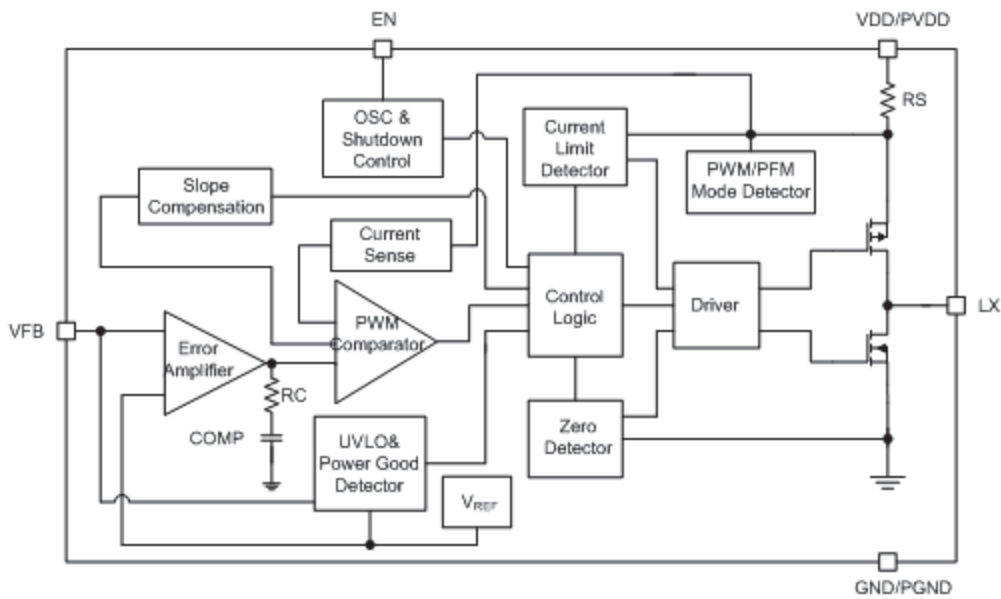 EN
VDD/PVDD
OSC &
Shutdown
Control
Current
Limit
Detector
RS
PWM/PFM
Mode Detector
Slope
Compensation
Current
Sense
VFB
Error
Amplifier
PWM
Comparator
Control
Logic
Driver
LX
RC
COMP
UVLO&
Power Good
Detector
VREF
Zero
Detector
GND/PGND